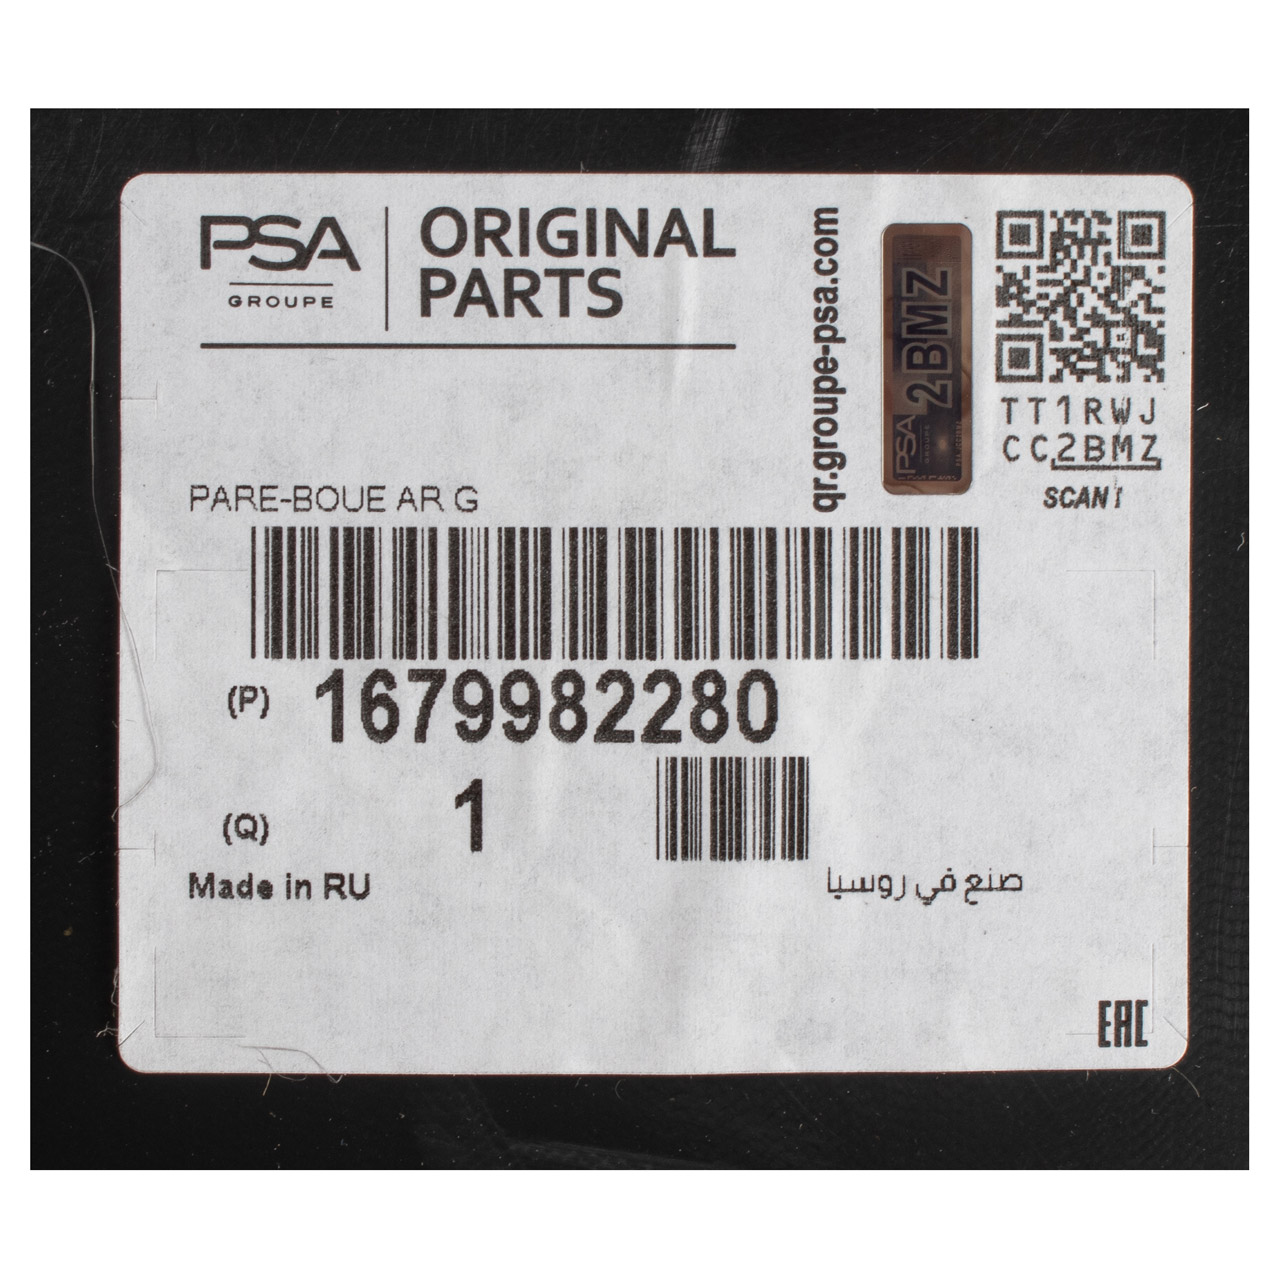 PSA
GROUPE
ORIGINAL
PARTS
qr.groupe-psa.com
2BMZ
PSA
GROUPE
TT1RWJ
CC2BMZ
SCAN
PARE-BOUE AR G
(P) 1679982280
(Q) 1
Made in RU
صنع في روسيا
EAC